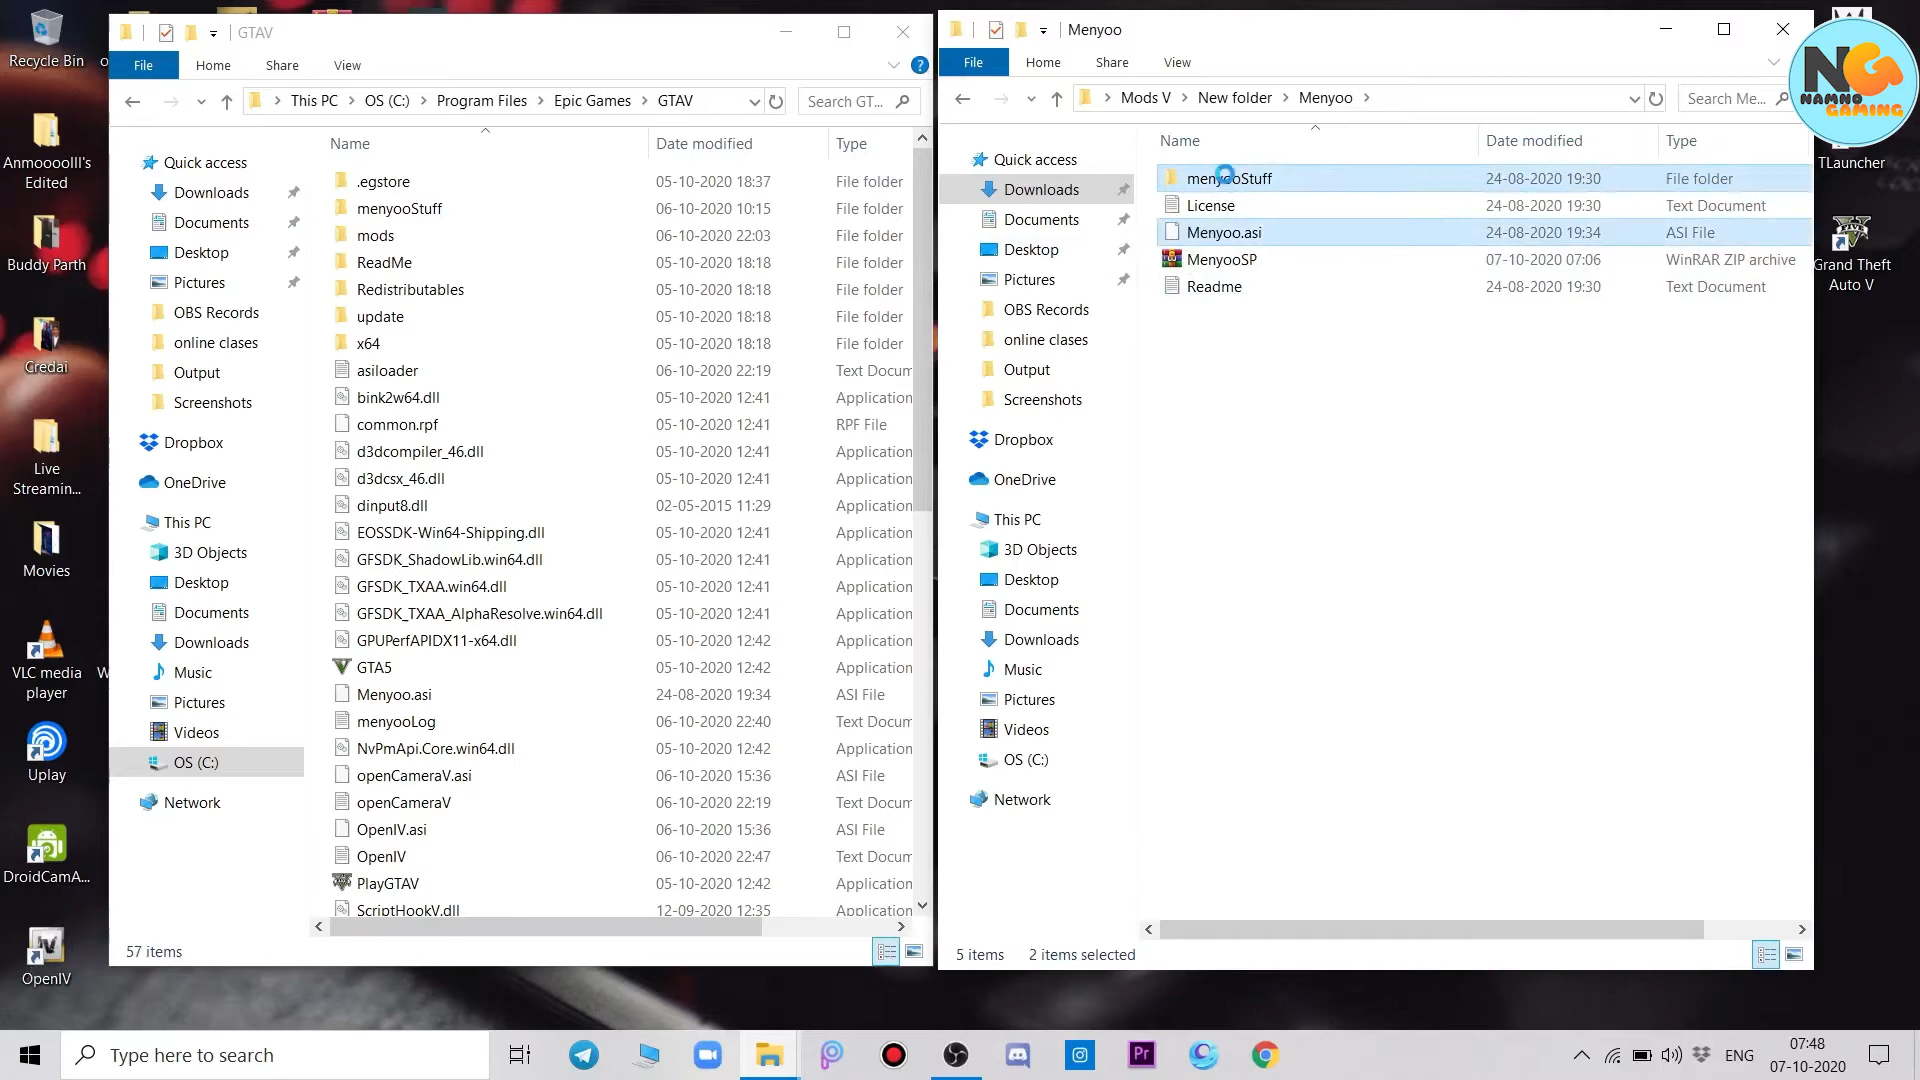 Recycle Bin
Anmoooolll's
Edited
Buddy Parth
Credai
Live
Streamin...
Movies
VLC media
player
Uplay
DroidCamA...
OpenIV
GTAV
File
Home
Share
View
This PC
OS (C:)
Program Files
Epic Games
GTAV
Search GT...
Name
Date modified
Type
Quick access
Downloads
Documents
Desktop
Pictures
OBS Records
online clases
Output
Screenshots
Dropbox
OneDrive
This PC
3D Objects
Desktop
Documents
Downloads
Music
Pictures
Videos
OS (C:)
Network
.egstore 05-10-2020 18:37 File folder
menyooStuff 06-10-2020 10:15 File folder
mods 06-10-2020 22:03 File folder
ReadMe 05-10-2020 18:18 File folder
Redistributables 05-10-2020 18:18 File folder
update 05-10-2020 18:18 File folder
x64 05-10-2020 18:18 File folder
asiloader 06-10-2020 22:19 Text Docum
bink2w64.dll 05-10-2020 12:41 Application
common.rpf 05-10-2020 12:41 RPF File
d3dcompiler_46.dll 05-10-2020 12:41 Application
d3dcsx_46.dll 05-10-2020 12:41 Application
dinput8.dll 02-05-2015 11:29 Application
EOSSDK-Win64-Shipping.dll 05-10-2020 12:41 Application
GFSDK_ShadowLib.win64.dll 05-10-2020 12:41 Application
GFSDK_TXAA.win64.dll 05-10-2020 12:41 Application
GFSDK_TXAA_AlphaResolve.win64.dll 05-10-2020 12:41 Application
GPUPerfAPIDX11-x64.dll 05-10-2020 12:42 Application
GTA5 05-10-2020 12:42 Application
Menyoo.asi 24-08-2020 19:34 ASI File
menyooLog 06-10-2020 22:40 Text Docum
NvPmApi.Core.win64.dll 05-10-2020 12:42 Application
openCameraV.asi 06-10-2020 15:36 ASI File
openCameraV 06-10-2020 22:19 Text Docum
OpenIV.asi 06-10-2020 15:36 ASI File
OpenIV 06-10-2020 22:47 Text Docum
PlayGTAV 05-10-2020 12:42 Application
ScriptHookV.dll 12-09-2020 12:35 Application
57 items
Menyoo
File
Home
Share
View
Mods V
New folder
Menyoo
Search Me...
Name
Date modified
Type
Quick access
Downloads
Documents
Desktop
Pictures
OBS Records
online clases
Output
Screenshots
Dropbox
OneDrive
This PC
3D Objects
Desktop
Documents
Downloads
Music
Pictures
Videos
OS (C:)
Network
menyooStuff 24-08-2020 19:30 File folder
License 24-08-2020 19:30 Text Document
Menyoo.asi 24-08-2020 19:34 ASI File
MenyooSP 07-10-2020 07:06 WinRAR ZIP archive
Readme 24-08-2020 19:30 Text Document
5 items
2 items selected
NG
NAMNO
GAMING
TLauncher
Grand Theft
Auto V
Type here to search
Pr
ENG
07:48
07-10-2020